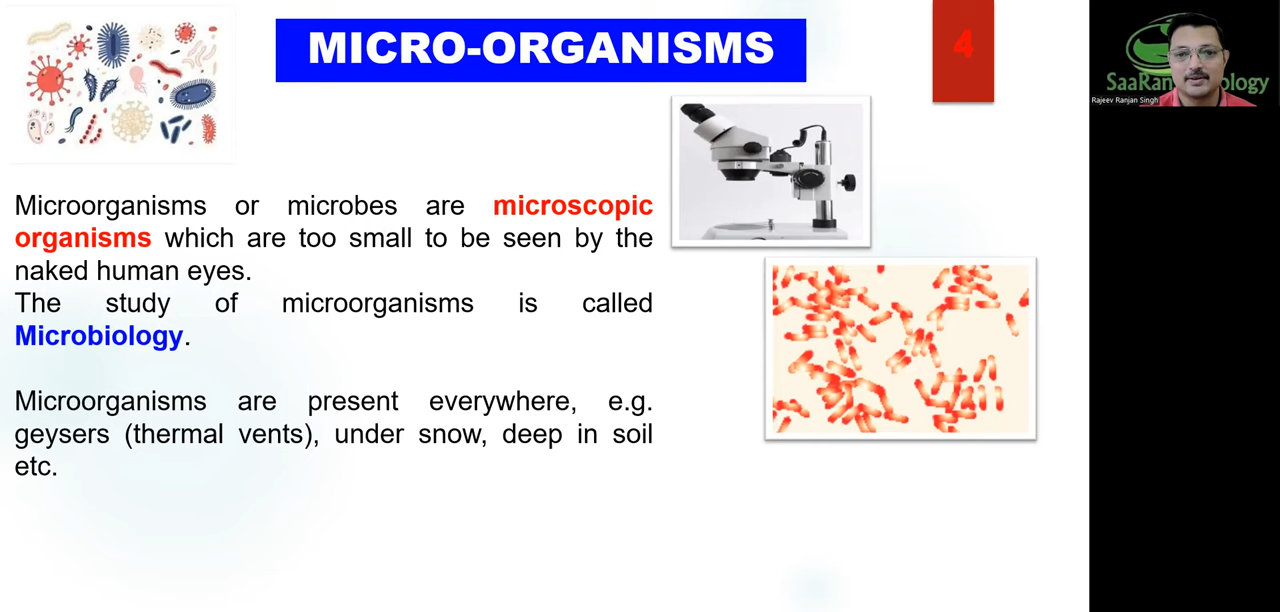 MICRO-ORGANISMS
4
SaaRan ology
Rajeev Ranjan Singh
Microorganisms or microbes are microscopic
organisms which are too small to be seen by the
naked human eyes.
The study of microorganisms is called
Microbiology.
Microorganisms are present everywhere, e.g.
geysers (thermal vents), under snow, deep in soil
etc.